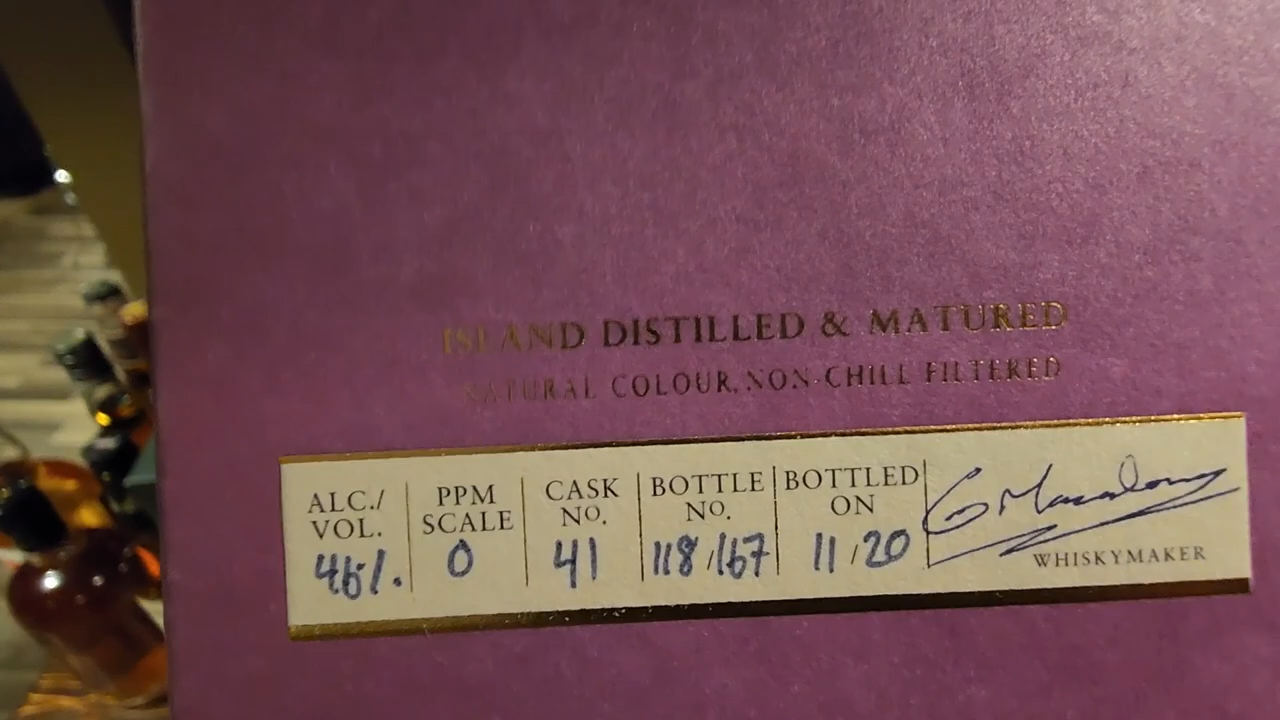 ISLAND DISTILLED & MATURED
NATURAL COLOUR, NON-CHILL FILTERED
ALC./ VOL. 46%.
PPM SCALE 0
CASK NO. 41
BOTTLE NO. 118/167
BOTTLED ON 11/20
WHISKYMAKER